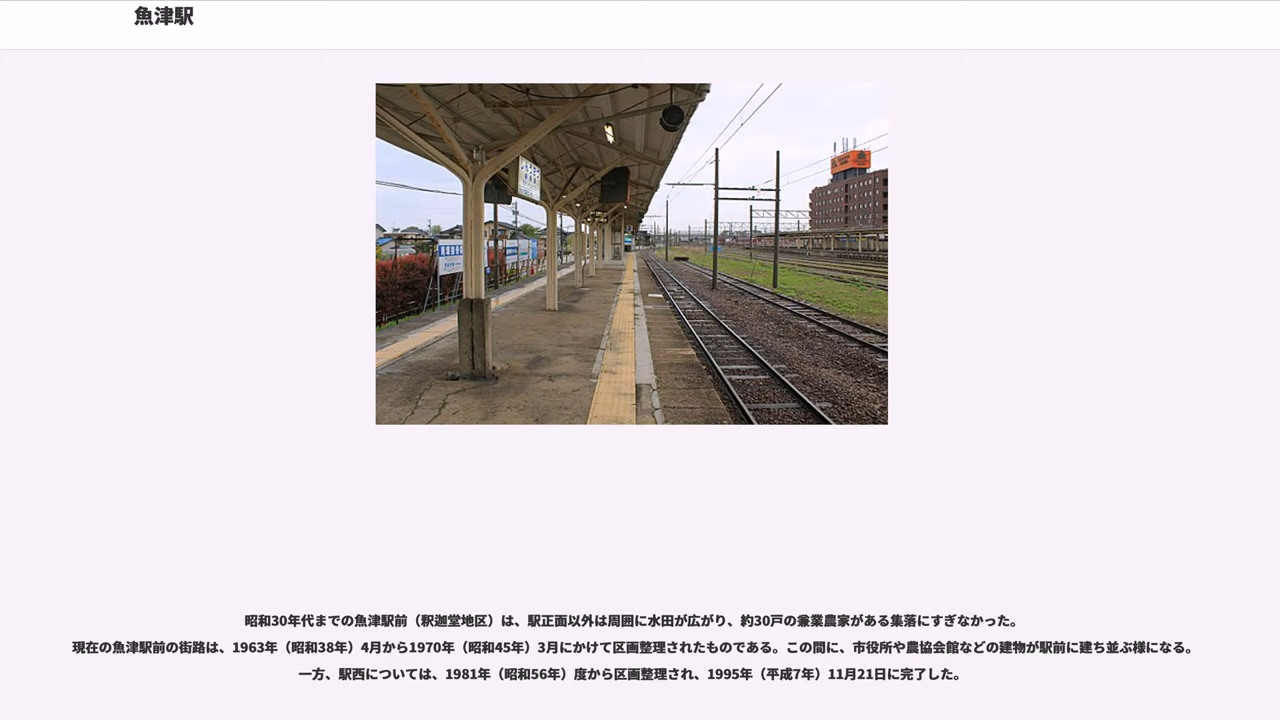 魚津駅
昭和30年代までの魚津駅前（釈迦堂地区）は、駅正面以外は周囲に水田が広がり、約30戸の兼業農家がある集落にすぎなかった。
現在の魚津駅前の街路は、1963年（昭和38年）4月から1970年（昭和45年）3月にかけて区画整理されたものである。この間に、市役所や農協会館などの建物が駅前に建ち並ぶ様になる。
一方、駅西については、1981年（昭和56年）度から区画整理され、1995年（平成7年）11月21日に完了した。